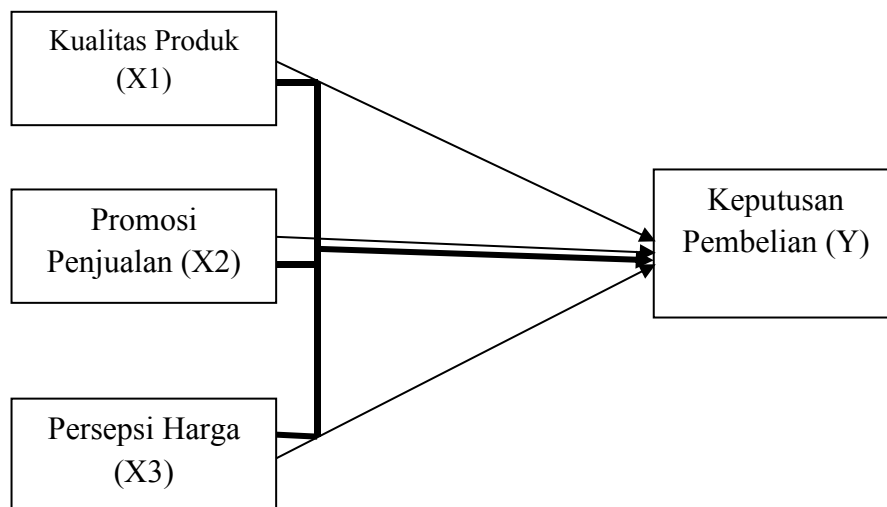 Kualitas Produk
(X1)
Promosi
Penjualan (X2)
Persepsi Harga
(X3)
Keputusan
Pembelian (Y)